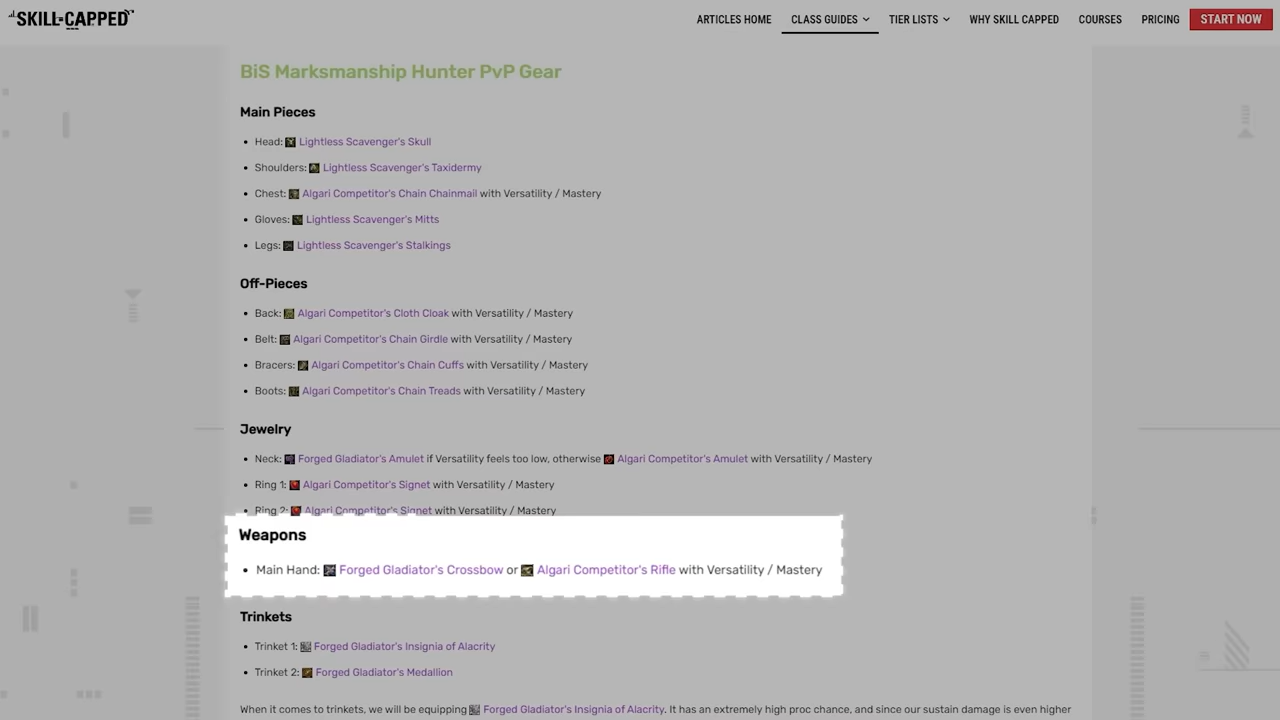 SKILL-CAPPED
ARTICLES HOME CLASS GUIDES TIER LISTS WHY SKILL CAPPED COURSES PRICING START NOW
BiS Marksmanship Hunter PvP Gear
Main Pieces
• Head: Lightless Scavenger's Skull
• Shoulders: Lightless Scavenger's Taxidermy
• Chest: Algari Competitor's Chain Chainmail with Versatility / Mastery
• Gloves: Lightless Scavenger's Mitts
• Legs: Lightless Scavenger's Stalkings
Off-Pieces
• Back: Algari Competitor's Cloth Cloak with Versatility / Mastery
• Belt: Algari Competitor's Chain Girdle with Versatility / Mastery
• Bracers: Algari Competitor's Chain Cuffs with Versatility / Mastery
• Boots: Algari Competitor's Chain Treads with Versatility / Mastery
Jewelry
• Neck: Forged Gladiator's Amulet if Versatility feels too low, otherwise Algari Competitor's Amulet with Versatility / Mastery
• Ring 1: Algari Competitor's Signet with Versatility / Mastery
• Ring 2: Algari Competitor's Signet with Versatility / Mastery
Weapons
• Main Hand: Forged Gladiator's Crossbow or Algari Competitor's Rifle with Versatility / Mastery
Trinkets
• Trinket 1: Forged Gladiator's Insignia of Alacrity
• Trinket 2: Forged Gladiator's Medallion
When it comes to trinkets, we will be equipping Forged Gladiator's Insignia of Alacrity. It has an extremely high proc chance, and since our sustain damage is even higher